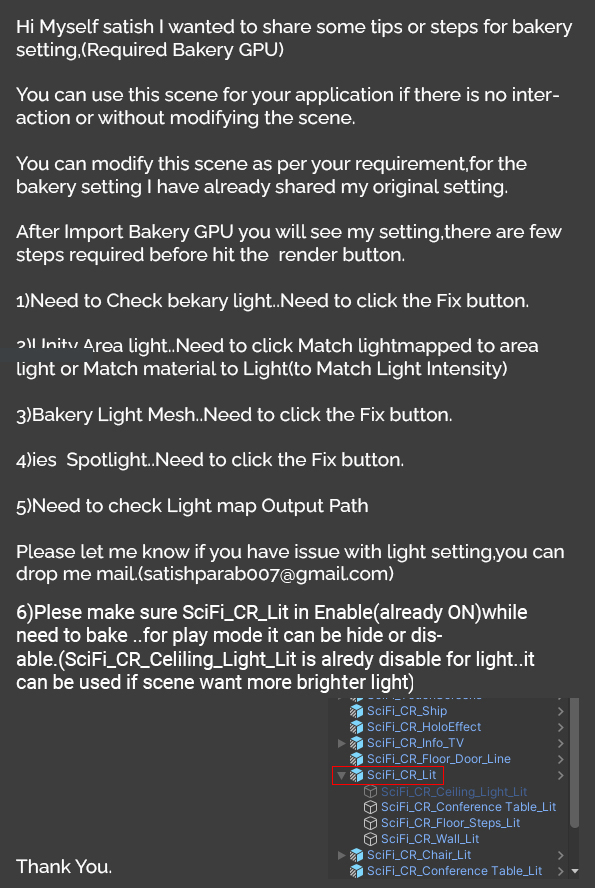 Hi Myself satish I wanted to share some tips or steps for bakery
setting,(Required Bakery GPU)
You can use this scene for your application if there is no inter-
action or without modifying the scene.
You can modify this scene as per your requirement,for the
bakery setting I have already shared my original setting.
After Import Bakery GPU you will see my setting,there are few
steps required before hit the  render button.
1)Need to Check bekary light..Need to click the Fix button.
2)Unity Area light..Need to click Match lightmapped to area
light or Match material to Light(to Match Light Intensity)
3)Bakery Light Mesh..Need to click the Fix button.
4)ies  Spotlight..Need to click the Fix button.
5)Need to check Light map Output Path
Please let me know if you have issue with light setting,you can
drop me mail.(satishparab007@gmail.com)
6)Plese make sure SciFi_CR_Lit in Enable(already ON)while
need to bake ..for play mode it can be hide or dis-
able.(SciFi_CR_Celiling_Light_Lit is alredy disable for light..it
can be used if scene want more brighter light)
SciFi_CR_Ship
SciFi_CR_HoloEffect
SciFi_CR_Info_TV
SciFi_CR_Floor_Door_Line
SciFi_CR_Lit
SciFi_CR_Ceiling_Light_Lit
SciFi_CR_Conference Table_Lit
SciFi_CR_Floor_Steps_Lit
SciFi_CR_Wall_Lit
SciFi_CR_Chair_Lit
SciFi_CR_Conference Table_Lit
Thank You.